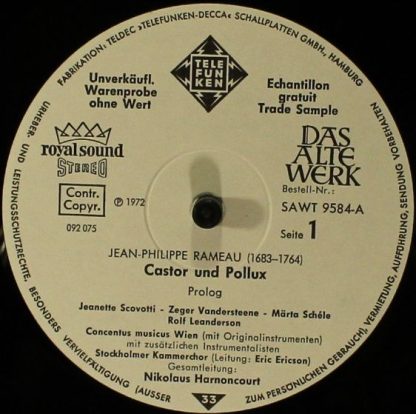 FABRIKATION: TELDEC »TELEFUNKEN-DECCA« SCHALLPLATTEN GMBH., HAMBURG
TELE
FUN
KEN
Unverkäufl.
Warenprobe
ohne Wert
Echantillon
gratuit
Trade Sample
royal sound
STEREO
DAS
ALTE
WERK
Contr.
Copyr.
℗ 1972
092 075
Bestell-Nr.:
SAWT 9584-A
Seite 1
JEAN-PHILIPPE RAMEAU (1683–1764)
Castor und Pollux
Prolog
Jeanette Scovotti - Zeger Vandersteene - Märta Schéle
Rolf Leanderson
Concentus musicus Wien (mit Originalinstrumenten)
mit zusätzlichen Instrumentalisten
Stockholmer Kammerchor (Leitung: Eric Ericson)
Gesamtleitung:
Nikolaus Harnoncourt
33
URHEBER- UND LEISTUNGSSCHUTZRECHTE, BESONDERS VERVIELFÄLTIGUNG (AUSSER ZUM PERSÖNLICHEN GEBRAUCH), VERMIETUNG, AUFFÜHRUNG, SENDUNG VORBEHALTEN